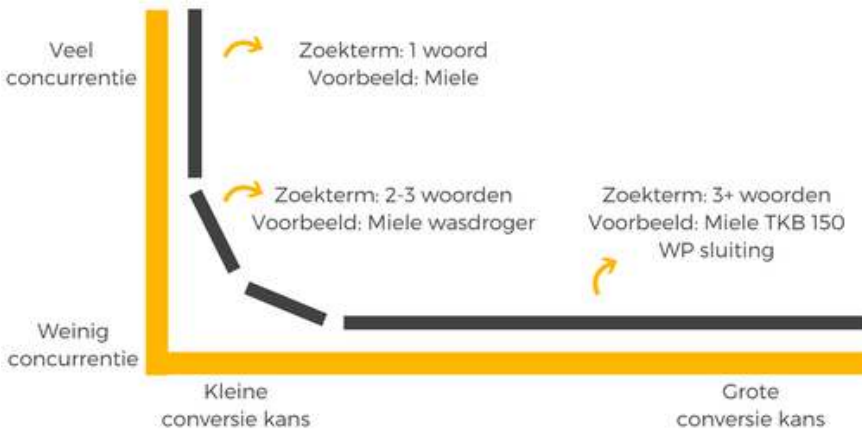 Veel
concurrentie
Zoekterm: 1 woord
Voorbeeld: Miele
Zoekterm: 2-3 woorden
Voorbeeld: Miele wasdroger
Zoekterm: 3+ woorden
Voorbeeld: Miele TKB 150
WP sluiting
Weinig
concurrentie
Kleine
conversie kans
Grote
conversie kans